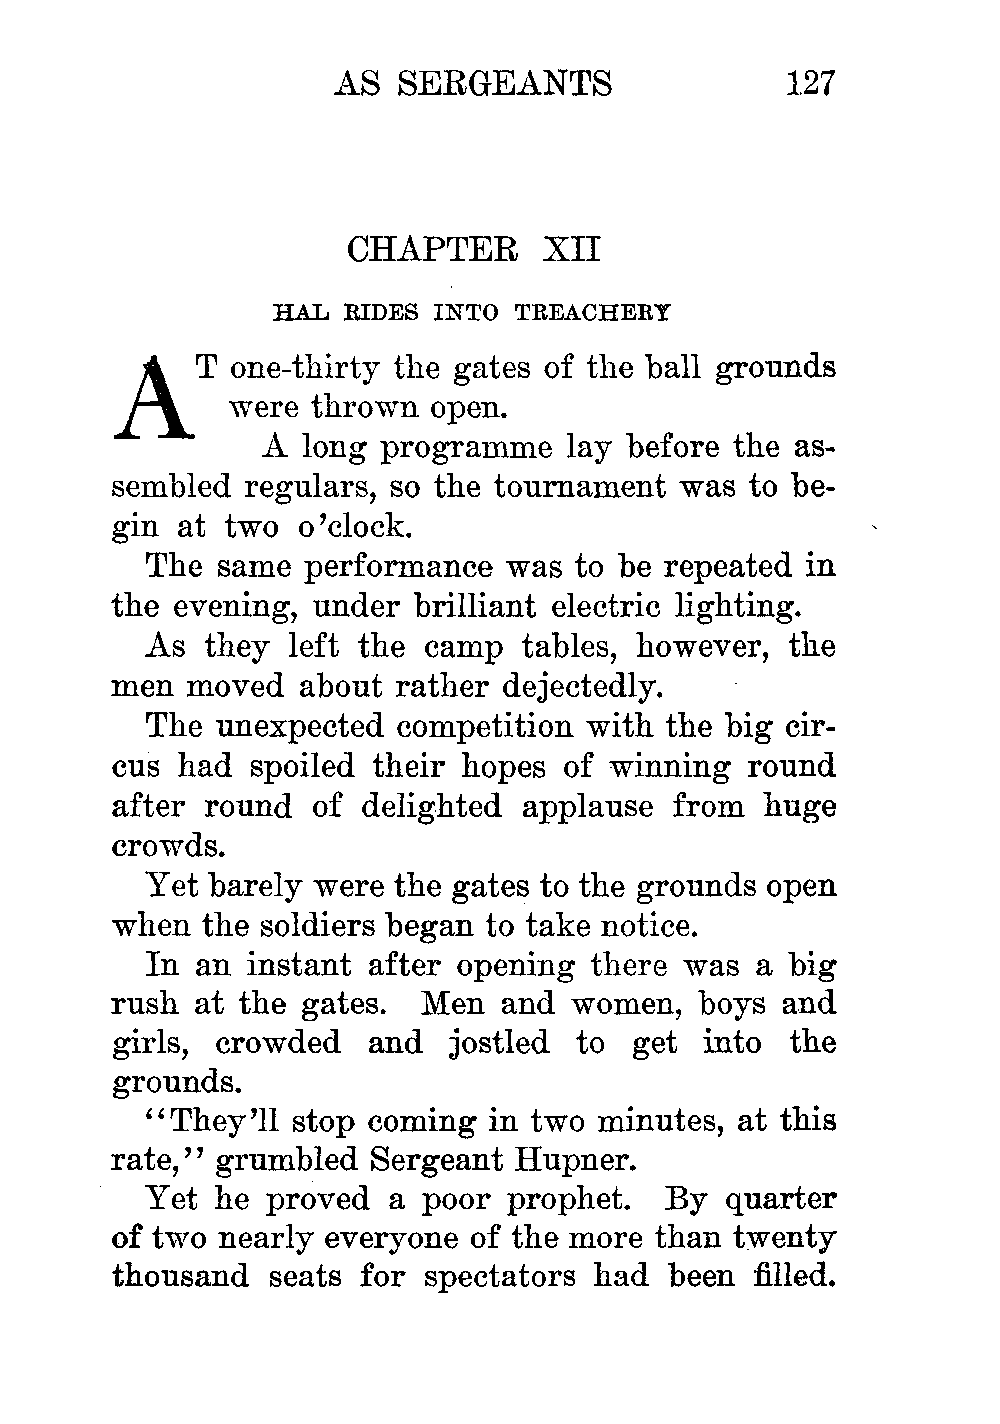 AS SERGEANTS 127
CHAPTER XII
HAL RIDES INTO TREACHERY
AT one-thirty the gates of the ball grounds
were thrown open.
A long programme lay before the as-
sembled regulars, so the tournament was to be-
gin at two o'clock.
The same performance was to be repeated in
the evening, under brilliant electric lighting.
As they left the camp tables, however, the
men moved about rather dejectedly.
The unexpected competition with the big cir-
cus had spoiled their hopes of winning round
after round of delighted applause from huge
crowds.
Yet barely were the gates to the grounds open
when the soldiers began to take notice.
In an instant after opening there was a big
rush at the gates. Men and women, boys and
girls, crowded and jostled to get into the
grounds.
"They'll stop coming in two minutes, at this
rate," grumbled Sergeant Hupner.
Yet he proved a poor prophet. By quarter
of two nearly everyone of the more than twenty
thousand seats for spectators had been filled.